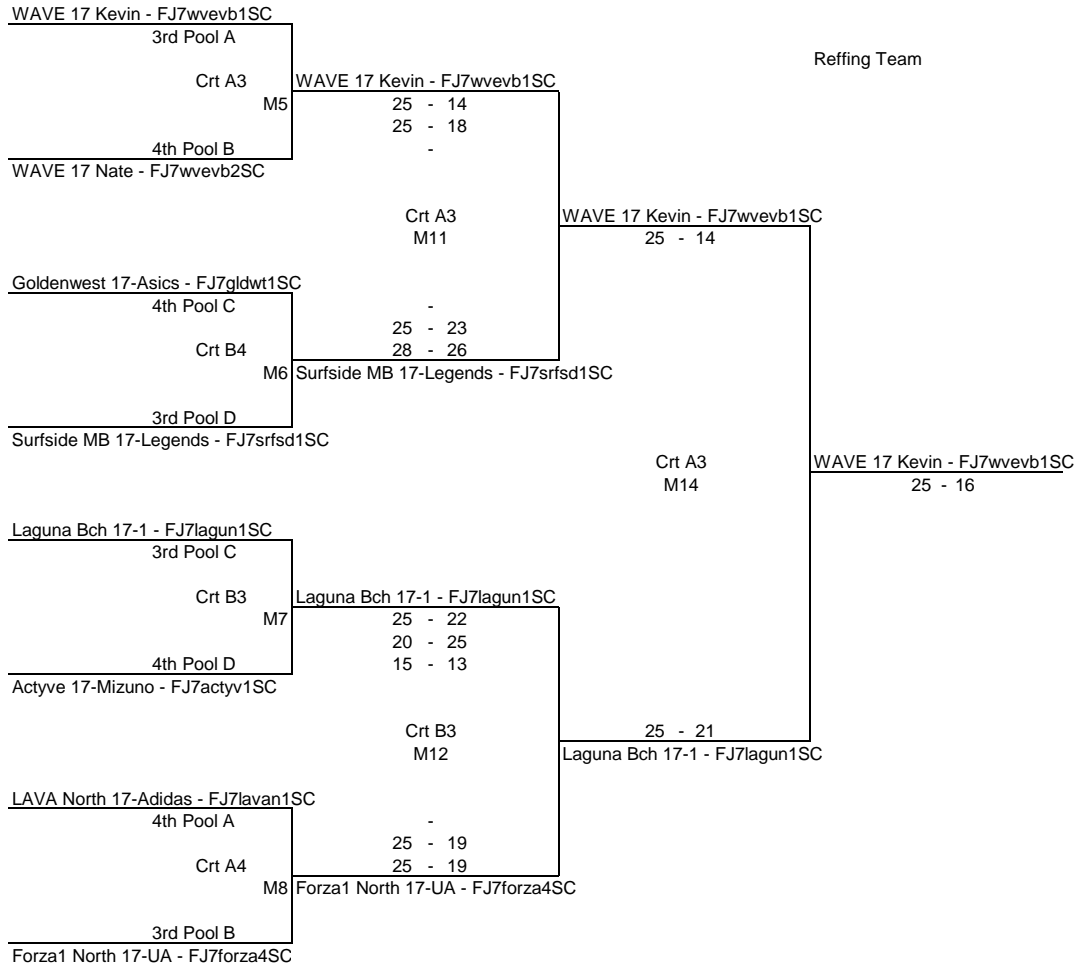 WAVE 17 Kevin - FJ7wvevb1SC
3rd Pool A
Reffing Team
Crt A3
WAVE 17 Kevin - FJ7wvevb1SC
M5
25 - 14
25 - 18
4th Pool B
-
WAVE 17 Nate - FJ7wvevb2SC
Crt A3
WAVE 17 Kevin - FJ7wvevb1SC
M11
25 - 14
Goldenwest 17-Asics - FJ7gldwt1SC
4th Pool C
-
25 - 23
Crt B4
28 - 26
M6
Surfside MB 17-Legends - FJ7srfsd1SC
3rd Pool D
Surfside MB 17-Legends - FJ7srfsd1SC
Crt A3
WAVE 17 Kevin - FJ7wvevb1SC
M14
25 - 16
Laguna Bch 17-1 - FJ7lagun1SC
3rd Pool C
Crt B3
Laguna Bch 17-1 - FJ7lagun1SC
M7
25 - 22
20 - 25
4th Pool D
15 - 13
Actyve 17-Mizuno - FJ7actyv1SC
Crt B3
25 - 21
M12
Laguna Bch 17-1 - FJ7lagun1SC
LAVA North 17-Adidas - FJ7lavan1SC
4th Pool A
-
25 - 19
Crt A4
25 - 19
M8
Forza1 North 17-UA - FJ7forza4SC
3rd Pool B
Forza1 North 17-UA - FJ7forza4SC